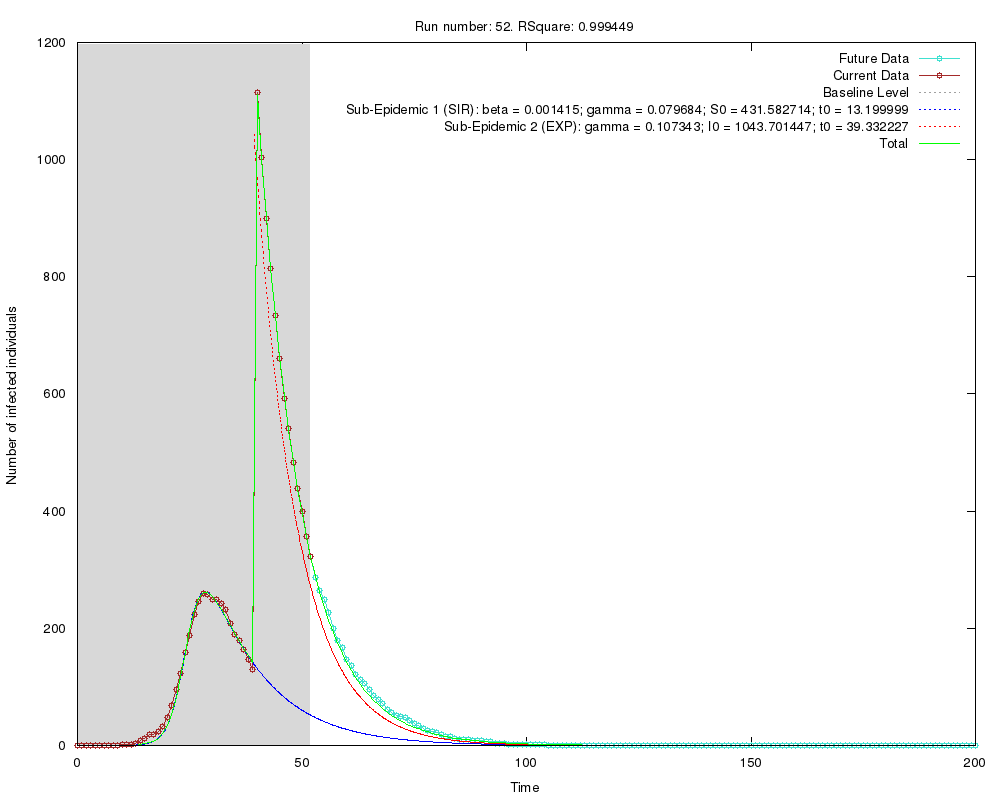 Run number: 52. RSquare: 0.999449
1200
1000
800
600
400
200
0
Number of infected individuals
Future Data
Current Data
Baseline Level
Sub-Epidemic 1 (SIR): beta = 0.001415; gamma = 0.079684; S0 = 431.582714; t0 = 13.199999
Sub-Epidemic 2 (EXP): gamma = 0.107343; I0 = 1043.701447; t0 = 39.332227
Total
0 50 100 150 200
Time